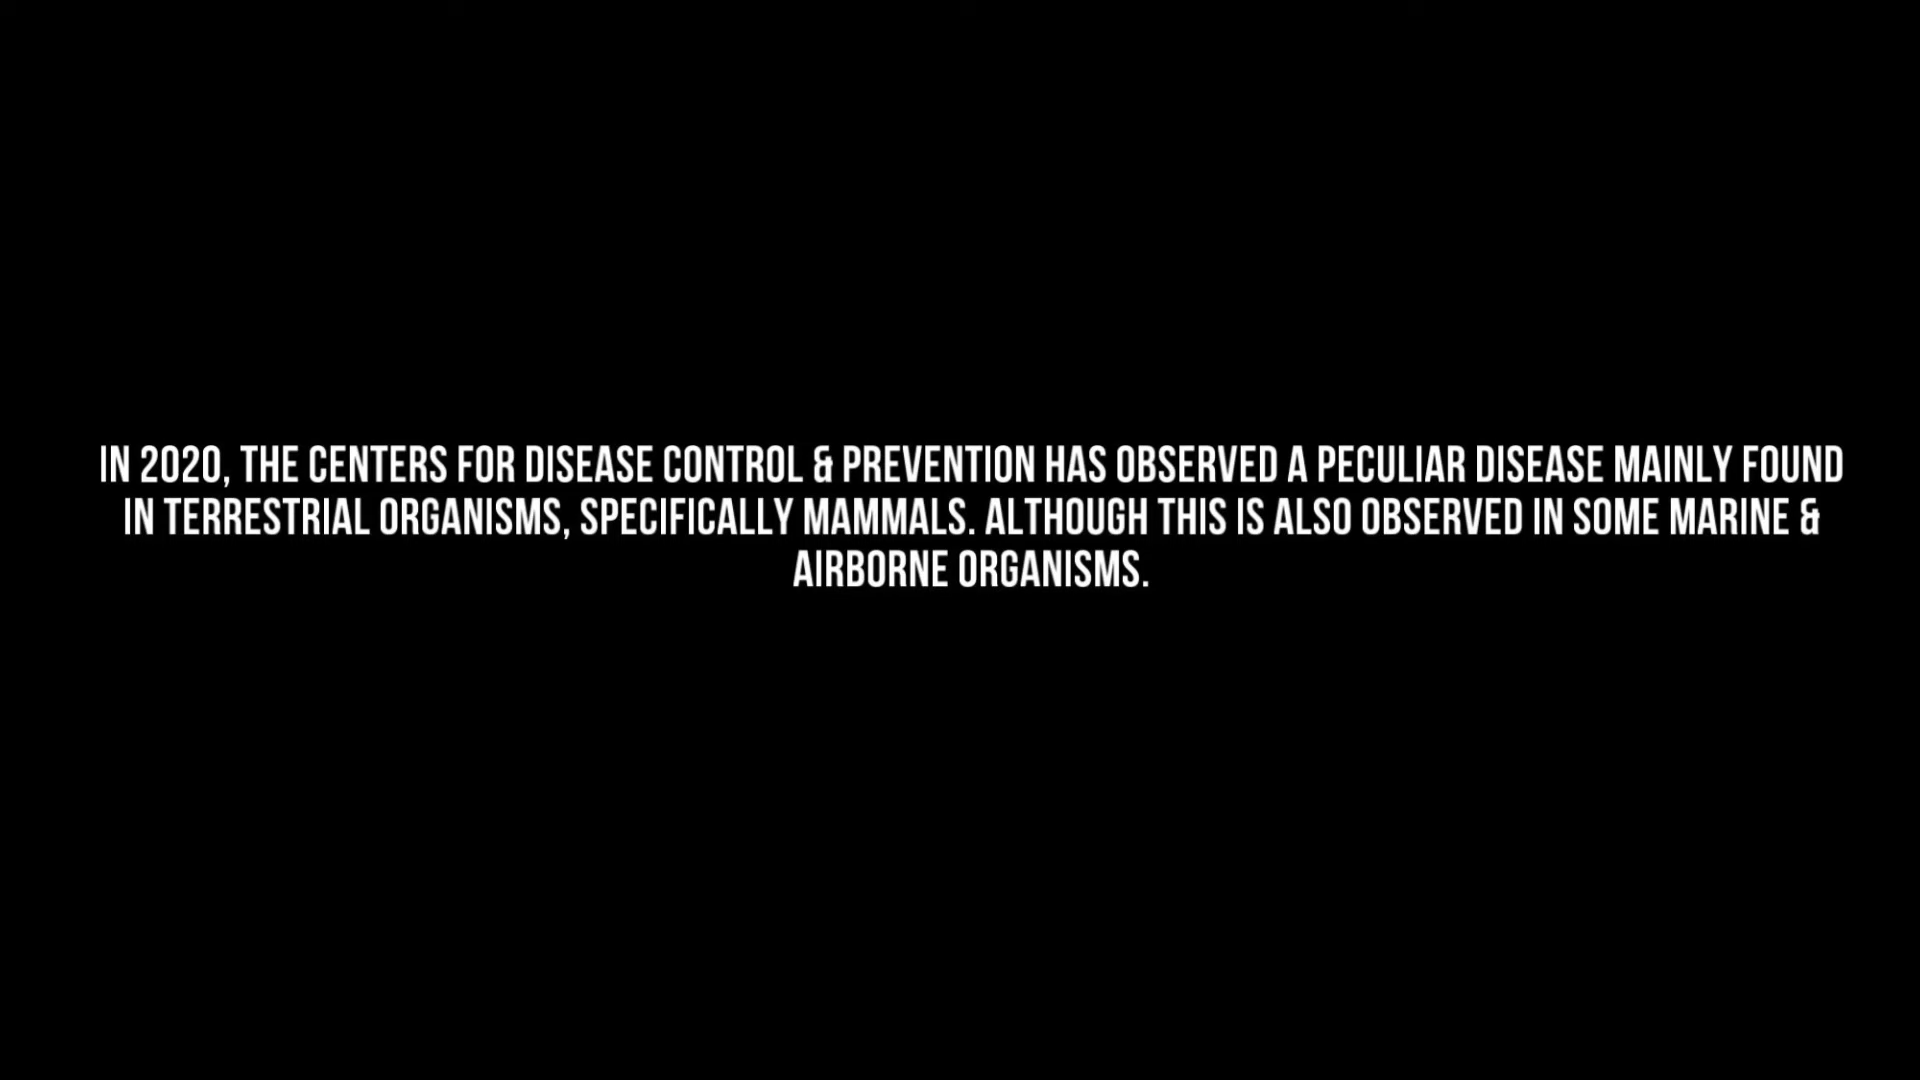 IN 2020, THE CENTERS FOR DISEASE CONTROL & PREVENTION HAS OBSERVED A PECULIAR DISEASE MAINLY FOUND
IN TERRESTRIAL ORGANISMS, SPECIFICALLY MAMMALS. ALTHOUGH THIS IS ALSO OBSERVED IN SOME MARINE &
AIRBORNE ORGANISMS.